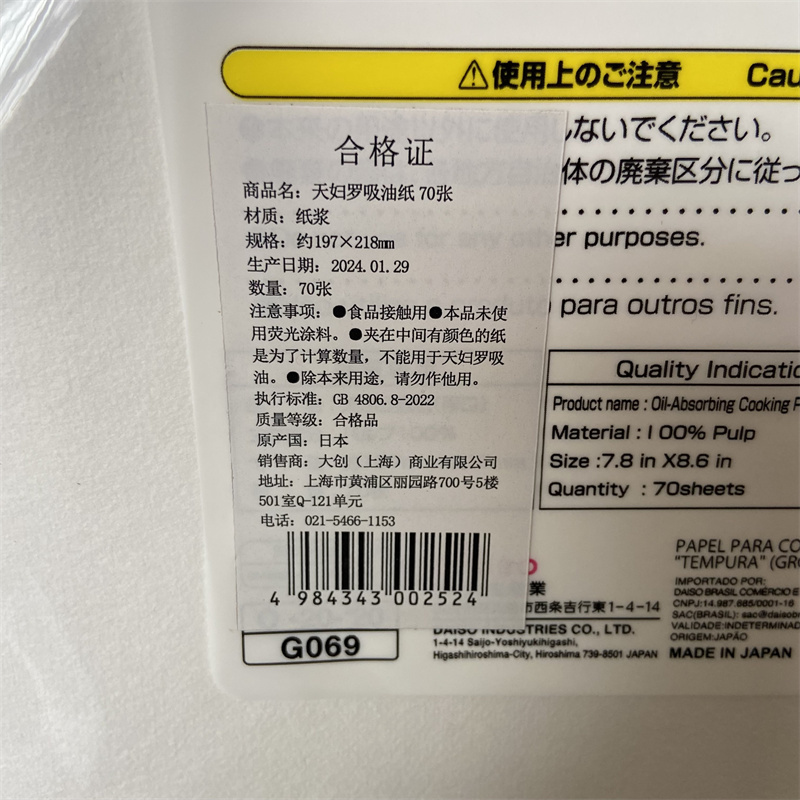 ⚠使用上のご注意 Cau
しないでください。
体の廃棄区分に従っ
er purposes.
para outros fins.
合格证
商品名：天妇罗吸油纸 70张
材质：纸浆
规格：约197×218mm
生产日期：2024.01.29
数量：70张
注意事项：●食品接触用●本品未使
用荧光涂料。●夹在中间有颜色的纸
是为了计算数量，不能用于天妇罗吸
油。●除本来用途，请勿作他用。
执行标准：GB 4806.8-2022
质量等级：合格品
原产国：日本
销售商：大创（上海）商业有限公司
地址：上海市黄浦区丽园路700号5楼
501室Q-121单元
电话：021-5466-1153
4 984343 002524
G069
Quality Indicatio
Product name : Oil-Absorbing Cooking P
Material : 100% Pulp
Size :7.8 in X8.6 in
Quantity : 70sheets
業
市西条吉行東1-4-14
DAISO INDUSTRIES CO., LTD.
1-4-14 Saijo-Yoshiyukihigashi,
Higashihiroshima-City, Hiroshima 739-8501 JAPAN
PAPEL PARA CO
"TEMPURA" (GRO
IMPORTADO POR:
DAISO BRASIL COMÉRCIO E
CNPJ:14.987.685/0001-16
SAC(BRASIL): sac@daisobr
VALIDADE:INDETERMINAD
ORIGEM:JAPÃO
MADE IN JAPAN